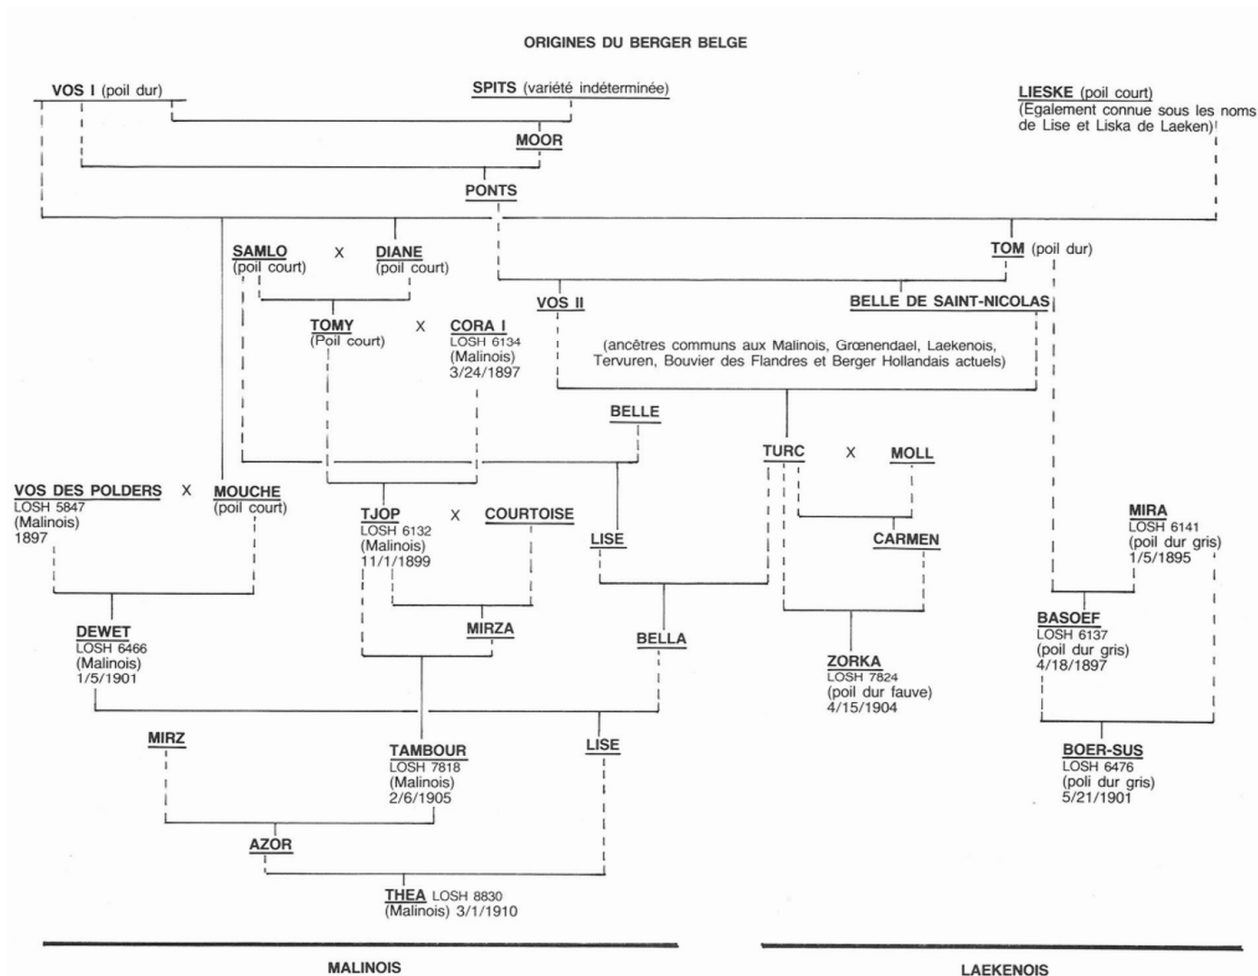 ORIGINES DU BERGER BELGE
VOS I (poil dur)
SPITS (variété indéterminée)
LIESKE (poil court)
(Egalement connue sous les noms
de Lise et Liska de Laeken)
MOOR
PONTS
SAMLO X DIANE
(poil court) (poil court)
TOM (poil dur)
VOS II
BELLE DE SAINT-NICOLAS
TOMY X CORA I
(Poil court) LOSH 6134
(Malinois)
3/24/1897
(ancêtres communs aux Malinois, Grœnendael, Laekenois,
Tervuren, Bouvier des Flandres et Berger Hollandais actuels)
BELLE
TURC X MOLL
VOS DES POLDERS X MOUCHE
LOSH 5847 (poil court)
(Malinois)
1897
TJOP X COURTOISE
LOSH 6132
(Malinois)
11/1/1899
LISE
CARMEN
MIRA
LOSH 6141
(poil dur gris)
1/5/1895
DEWET
LOSH 6466
(Malinois)
1/5/1901
MIRZA
BELLA
ZORKA
LOSH 7824
(poil dur fauve)
4/15/1904
BASOEF
LOSH 6137
(poil dur gris)
4/18/1897
MIRZ
TAMBOUR
LOSH 7818
(Malinois)
2/6/1905
LISE
BOER-SUS
LOSH 6476
(poli dur gris)
5/21/1901
AZOR
THEA LOSH 8830
(Malinois) 3/1/1910
MALINOIS
LAEKENOIS